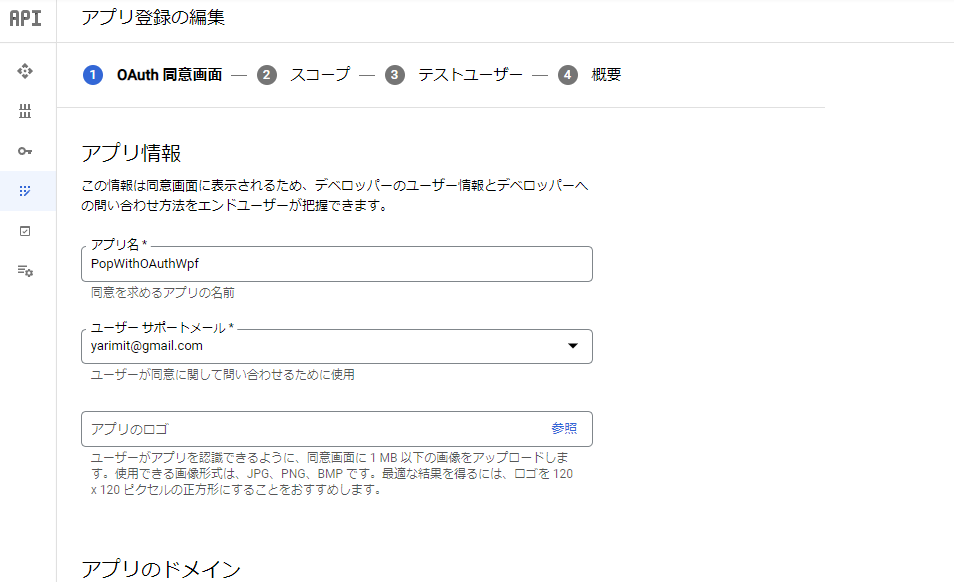 API
アプリ登録の編集
1 OAuth 同意画面 — 2 スコープ — 3 テストユーザー — 4 概要
アプリ情報
この情報は同意画面に表示されるため、デベロッパーのユーザー情報とデベロッパーへ
の問い合わせ方法をエンドユーザーが把握できます。
アプリ名 *
PopWithOAuthWpf
同意を求めるアプリの名前
ユーザー サポートメール *
yarimit@gmail.com
ユーザーが同意に関して問い合わせるために使用
アプリのロゴ 参照
ユーザーがアプリを認識できるように、同意画面に 1 MB 以下の画像をアップロードしま
す。使用できる画像形式は、JPG、PNG、BMP です。最適な結果を得るには、ロゴを 120
x 120 ピクセルの正方形にすることをおすすめします。
アプリのドメイン